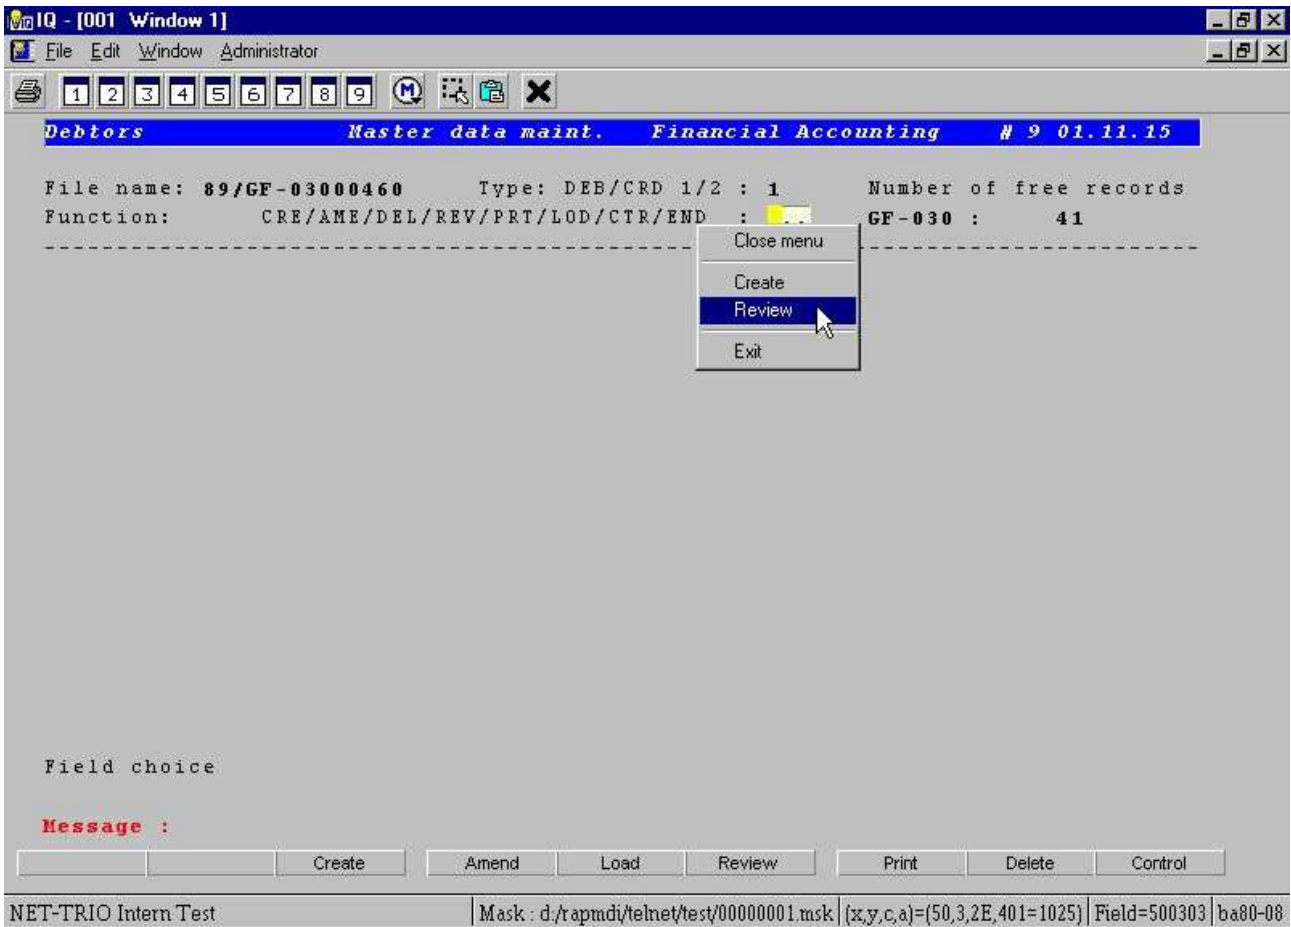 IQ - [001 Window 1]
File Edit Window Administrator
1 2 3 4 5 6 7 8 9 M
Debtors Master data maint. Financial Accounting # 9 01.11.15
File name: 89/GF-03000460 Type: DEB/CRD 1/2 : 1 Number of free records
Function: CRE/AME/DEL/REV/PRT/LOD/CTR/END : .. GF-030 : 41
Close menu
Create
Review
Exit
Field choice
Message :
Create Amend Load Review Print Delete Control
NET-TRIO Intern Test Mask : d:/rapmdi/telnet/test/00000001.msk (x,y,c,a)=(50,3,2E,401=1025) Field=500303 ba80-08